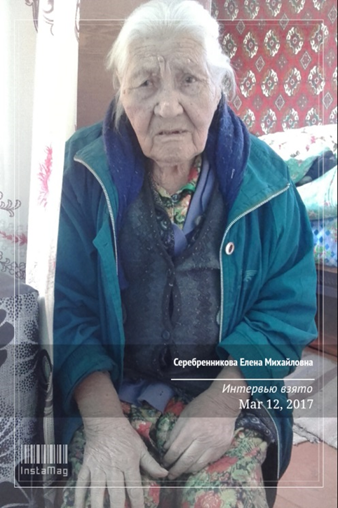 Серебренникова Елена Михайловна
Интервью взято
Mar 12, 2017
InstaMag